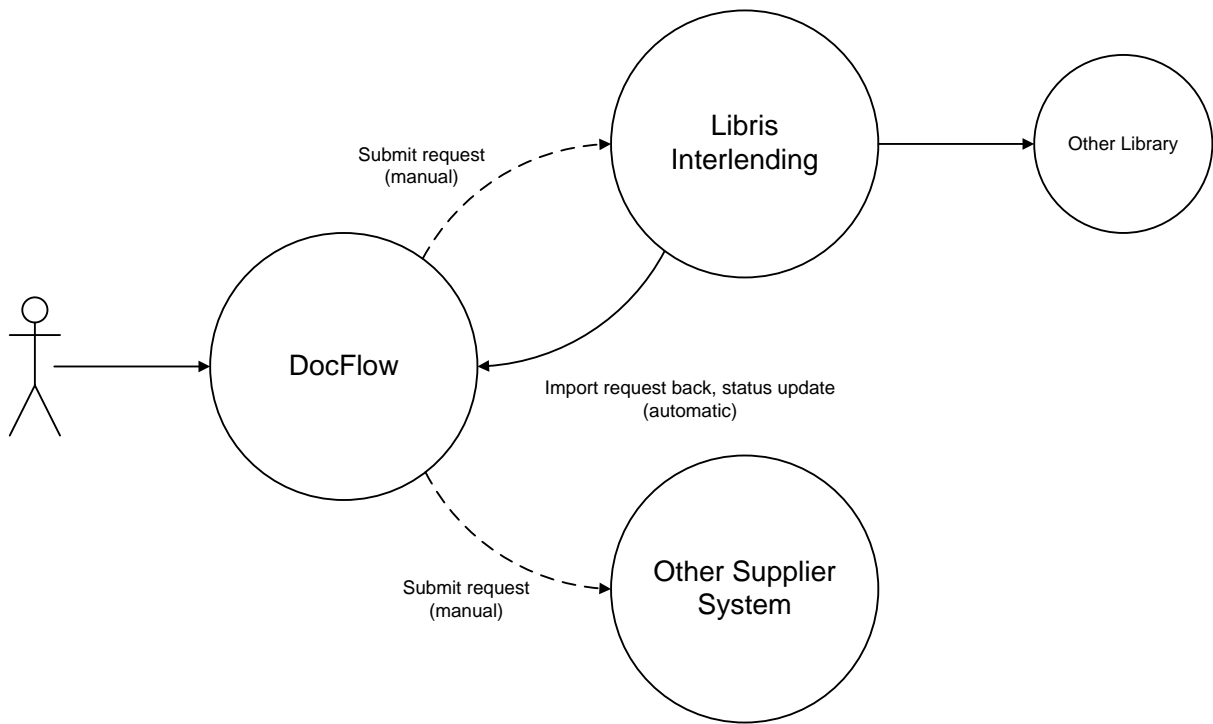 Libris
Interlending
Other Library
Submit request
(manual)
DocFlow
Import request back, status update
(automatic)
Other Supplier
System
Submit request
(manual)